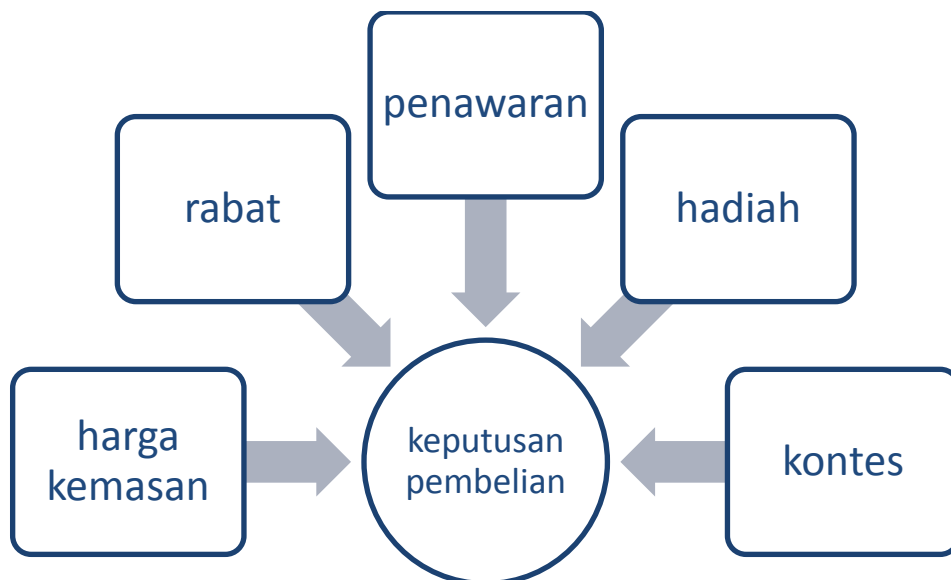 penawaran
rabat
hadiah
harga
kemasan
keputusan
pembelian
kontes